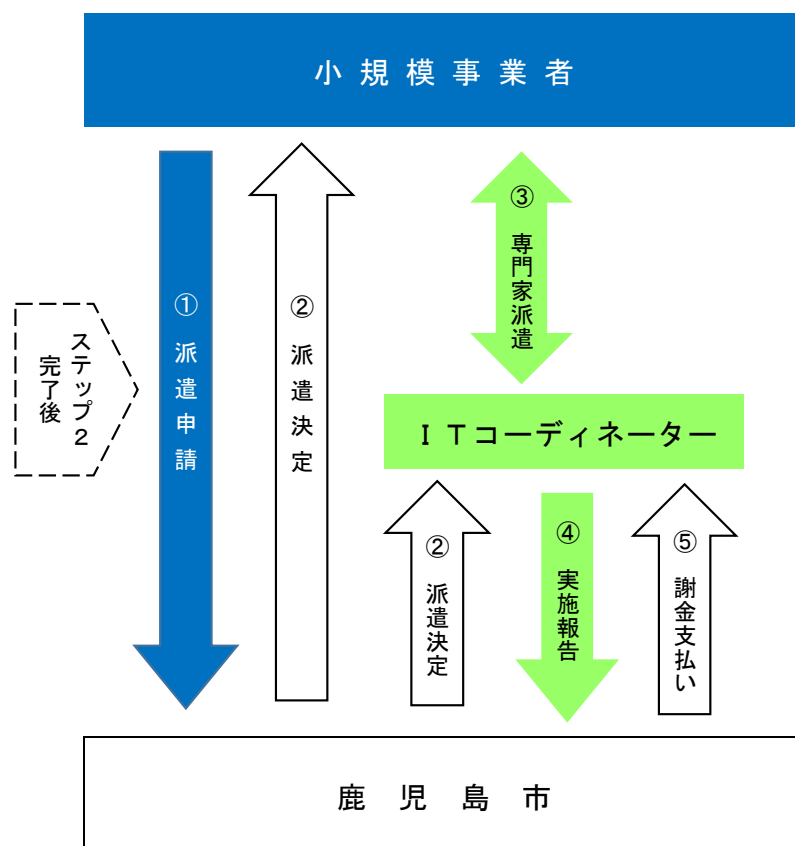 小規模事業者
ステップ2
完了後
① 派遣申請
② 派遣決定
③ 専門家派遣
ITコーディネーター
② 派遣決定
④ 実施報告
⑤ 謝金支払い
鹿児島市